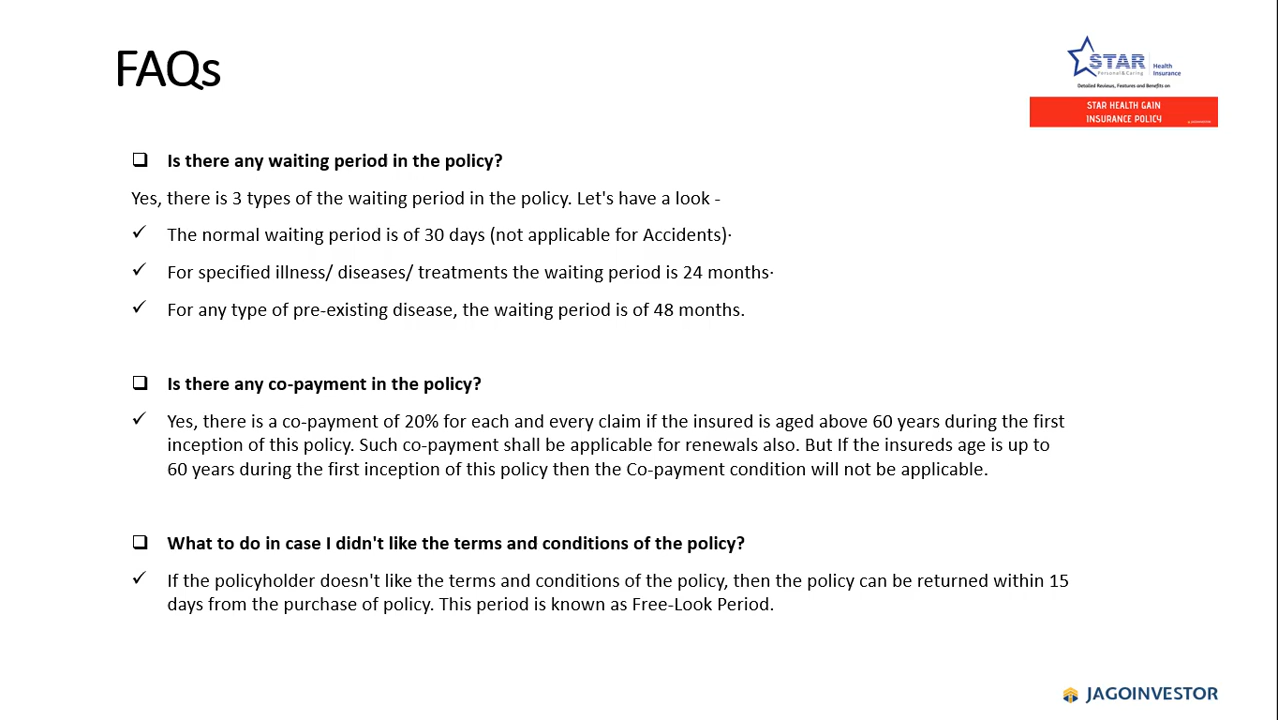 FAQs
STAR Health
Personal & Caring Insurance
Detailed Reviews, Features and Benefits on
STAR HEALTH GAIN
INSURANCE POLICY
Is there any waiting period in the policy?
Yes, there is 3 types of the waiting period in the policy. Let's have a look -
The normal waiting period is of 30 days (not applicable for Accidents)·
For specified illness/ diseases/ treatments the waiting period is 24 months·
For any type of pre-existing disease, the waiting period is of 48 months.
Is there any co-payment in the policy?
Yes, there is a co-payment of 20% for each and every claim if the insured is aged above 60 years during the first
inception of this policy. Such co-payment shall be applicable for renewals also. But If the insureds age is up to
60 years during the first inception of this policy then the Co-payment condition will not be applicable.
What to do in case I didn't like the terms and conditions of the policy?
If the policyholder doesn't like the terms and conditions of the policy, then the policy can be returned within 15
days from the purchase of policy. This period is known as Free-Look Period.
JAGOINVESTOR